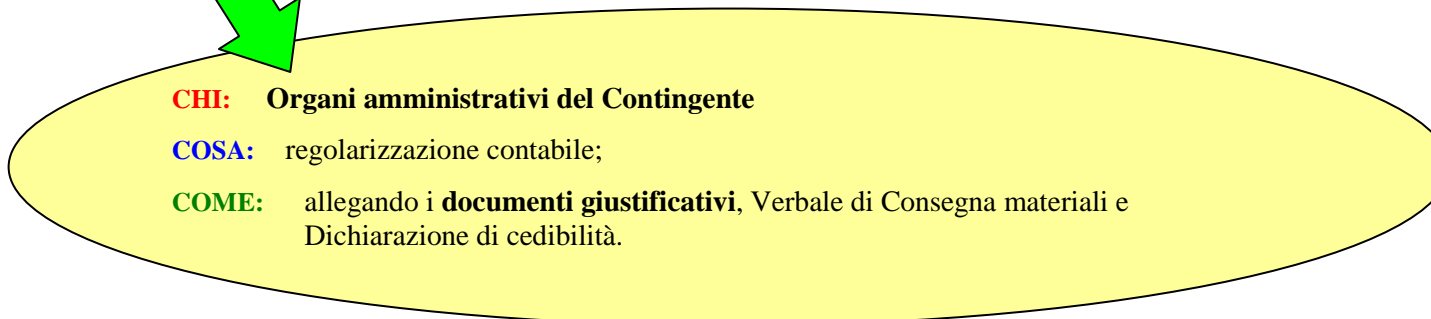 CHI: Organi amministrativi del Contingente
COSA: regolarizzazione contabile;
COME: allegando i documenti giustificativi, Verbale di Consegna materiali e
Dichiarazione di cedibilità.